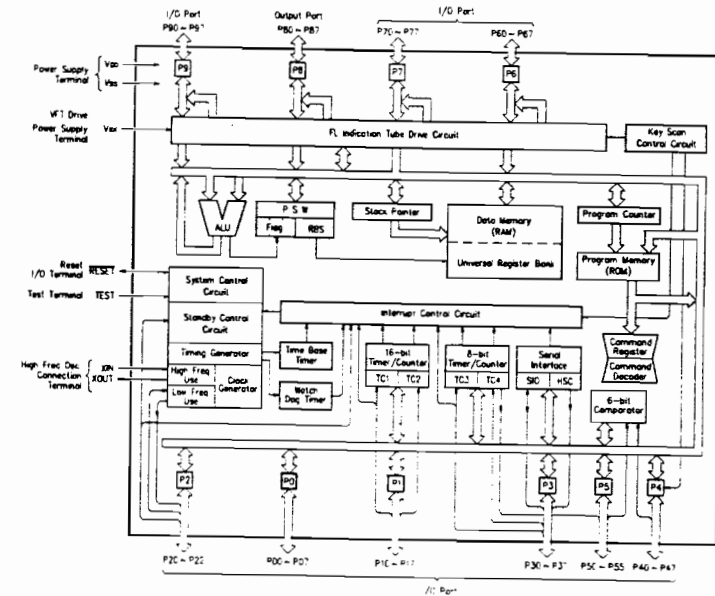 I/O Port
P90 ~ P97
Output Port
P80 ~ P87
I/O Port
P70 ~ P77
P60 ~ P67
Power Supply
Terminal
VDD
VSS
P9
P8
P7
P6
VFT Drive
Power Supply
Terminal
FL Indication Tube Drive Circuit
Key Scan
Control Circuit
ALU
P S W
Flag
RBS
Stack Pointer
Data Memory
(RAM)
Universal Register Bank
Program Counter
Program Memory
(ROM)
Reset
I/O Terminal
RESET
Test Terminal
TEST
System Control
Circuit
Standby Control
Circuit
Interrupt Control Circuit
Command
Register
Command
Decoder
Timing Generator
Time Base
Timer
16-bit
Timer/Counter
TC1
TC2
8-bit
Timer/Counter
TC3
TC4
Serial
Interface
SIO
HSC
High Freq Osc.
Connection
Terminal
XIN
XOUT
High Freq
Use
Low Freq
Use
Clock
Generator
Watch
Dog Timer
6-bit
Comparator
P2
P0
P1
P3
P5
P4
P20 ~ P22
P00 ~ P07
P10 ~ P17
P30 ~ P37
P50 ~ P55
P40 ~ P47
I/O Port